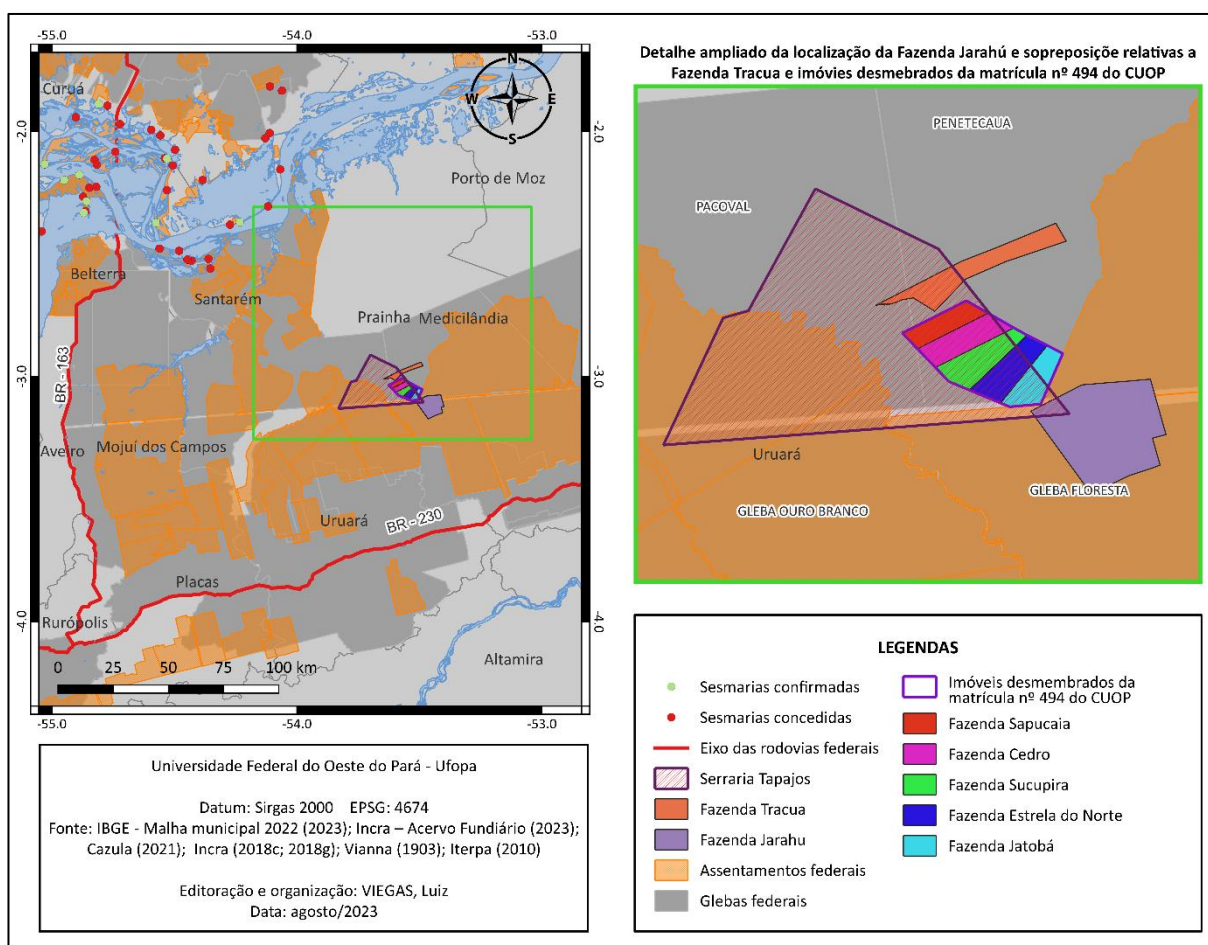 -55.0
-54.0
-53.0
Curuá
N
W
E
S
-2.0
-2.0
Porto de Moz
Belterra
Santarém
Prainha
Medicilândia
BR - 163
-3.0
-3.0
Aveiro
Mojuí dos Campos
Uruará
BR - 230
Placas
-4.0
-4.0
Rurópolis
Altamira
0 25 50 75 100 km
-55.0
-54.0
-53.0
Detalhe ampliado da localização da Fazenda Jarahú e sopreposiçõe relativas a
Fazenda Tracua e imóvies desmebrados da matrícula nº 494 do CUOP
PENETECAUA
PACOVAL
Uruará
GLEBA FLORESTA
GLEBA OURO BRANCO
Universidade Federal do Oeste do Pará - Ufopa
Datum: Sirgas 2000 EPSG: 4674
Fonte: IBGE - Malha municipal 2022 (2023); Incra – Acervo Fundiário (2023);
Cazula (2021); Incra (2018c; 2018g); Vianna (1903); Iterpa (2010)
Editoração e organização: VIEGAS, Luiz
Data: agosto/2023
LEGENDAS
Sesmarias confirmadas
Sesmarias concedidas
Eixo das rodovias federais
Serraria Tapajos
Fazenda Tracua
Fazenda Jarahu
Assentamentos federais
Glebas federais
Imóveis desmembrados da
matrícula nº 494 do CUOP
Fazenda Sapucaia
Fazenda Cedro
Fazenda Sucupira
Fazenda Estrela do Norte
Fazenda Jatobá